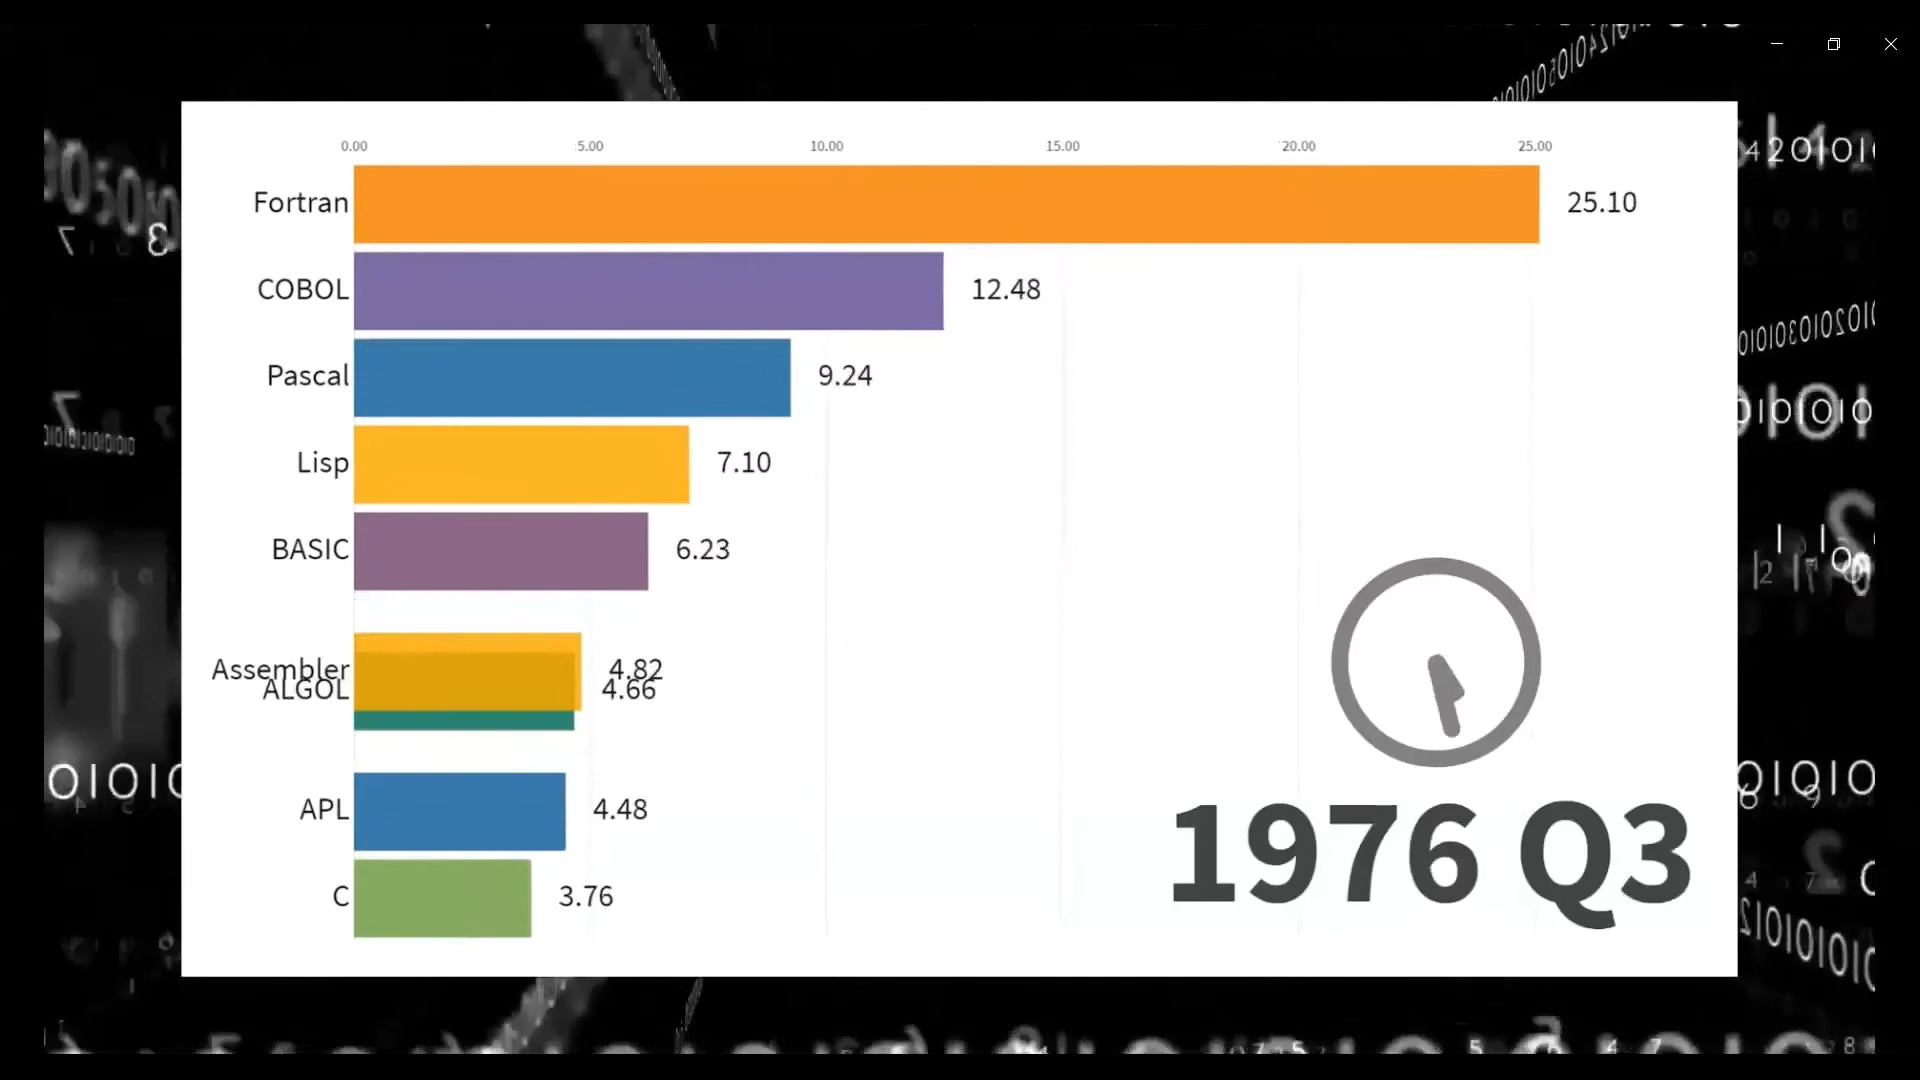 0.00 5.00 10.00 15.00 20.00 25.00
Fortran 25.10
COBOL 12.48
Pascal 9.24
Lisp 7.10
BASIC 6.23
Assembler 4.82
ALGOL 4.66
APL 4.48
C 3.76
1976 Q3